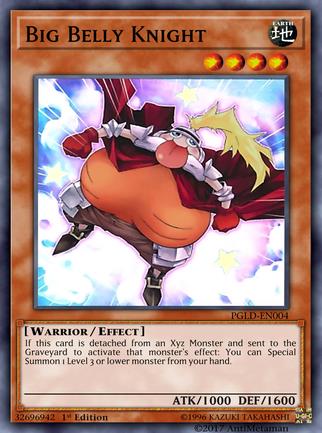 BIG BELLY KNIGHT
EARTH
地
PGLD-EN004
[WARRIOR / EFFECT]
If this card is detached from an Xyz Monster and sent to the
Graveyard to activate that monster's effect: You can Special
Summon 1 Level 3 or lower monster from your hand.
ATK/1000 DEF/1600
32696942 1st Edition ©1996 KAZUKI TAKAHASHI
©2017 AntiMetaman